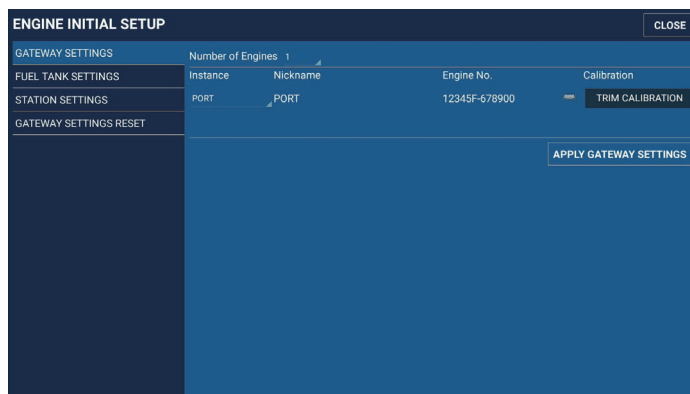 ENGINE INITIAL SETUP CLOSE
GATEWAY SETTINGS
FUEL TANK SETTINGS
STATION SETTINGS
GATEWAY SETTINGS RESET
Number of Engines 1
Instance Nickname Engine No. Calibration
PORT PORT 12345F-678900 TRIM CALIBRATION
APPLY GATEWAY SETTINGS